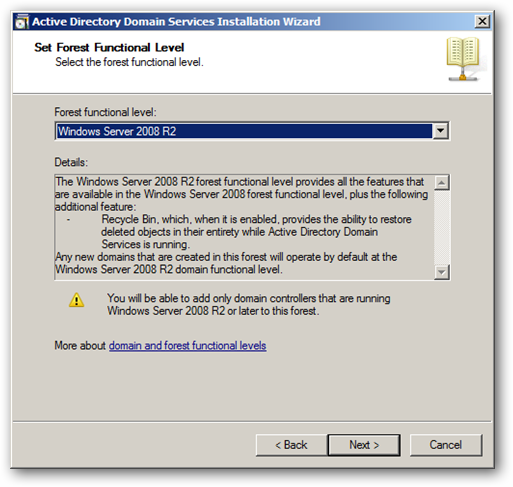 Active Directory Domain Services Installation Wizard
Set Forest Functional Level
Select the forest functional level.
Forest functional level:
Windows Server 2008 R2
Details:
The Windows Server 2008 R2 forest functional level provides all the features that
are available in the Windows Server 2008 forest functional level, plus the following
additional feature:
- Recycle Bin, which, when it is enabled, provides the ability to restore
deleted objects in their entirety while Active Directory Domain
Services is running.
Any new domains that are created in this forest will operate by default at the
Windows Server 2008 R2 domain functional level.
You will be able to add only domain controllers that are running
Windows Server 2008 R2 or later to this forest.
More about domain and forest functional levels
< Back Next > Cancel